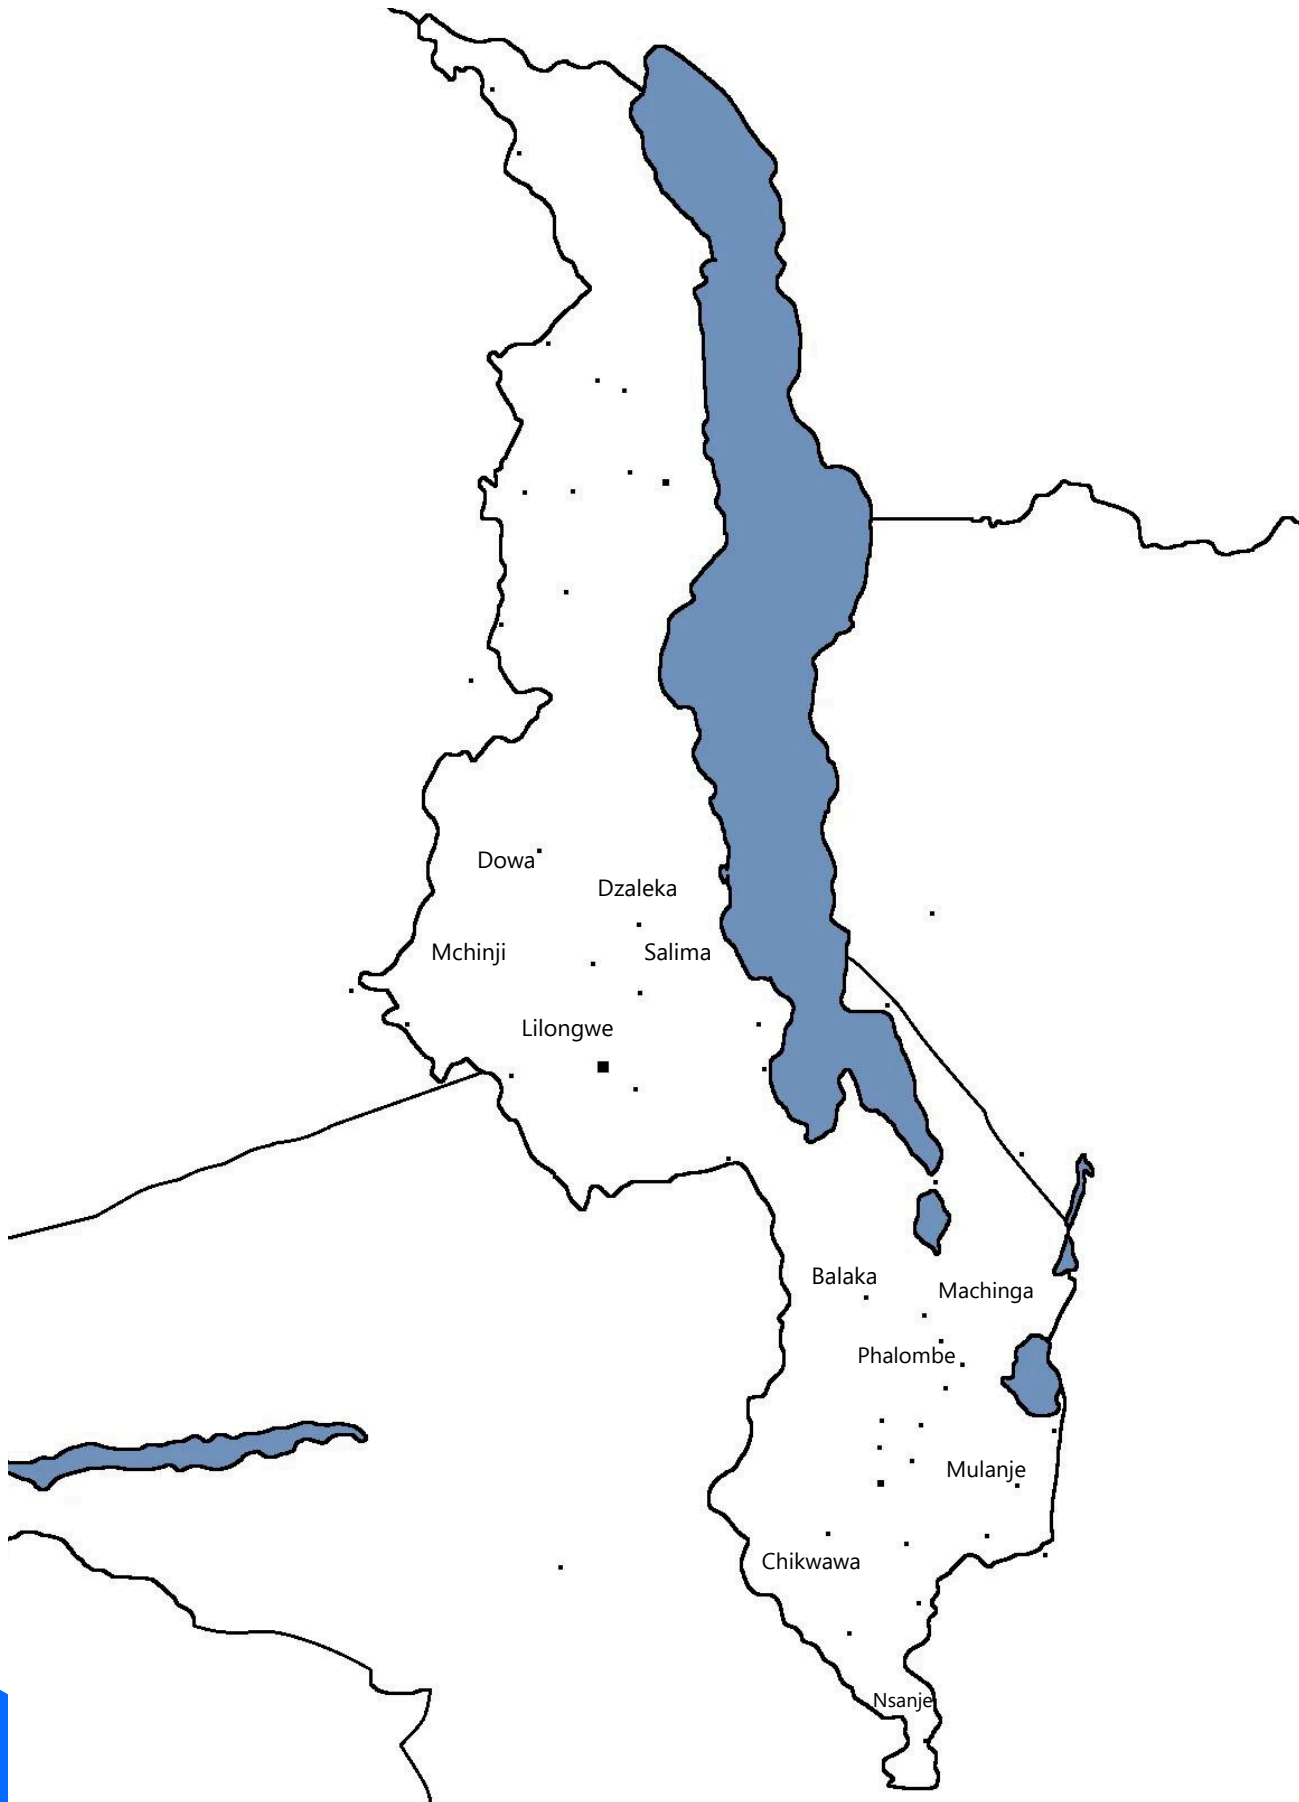 Dowa
Dzaleka
Mchinji
Salima
Lilongwe
Balaka
Machinga
Phalombe
Mulanje
Chikwawa
Nsanje